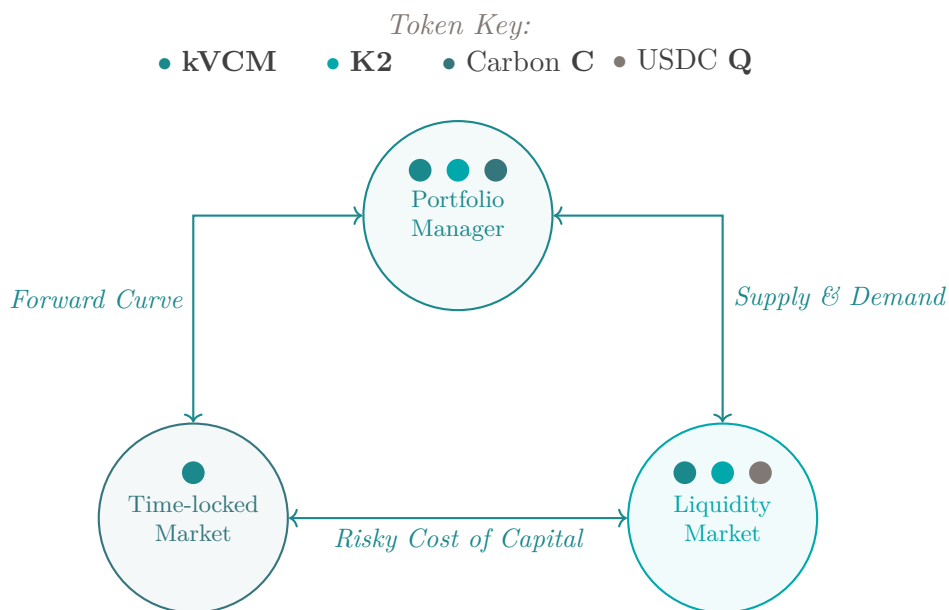 Token Key:
kVCM K2 Carbon C USDC Q
Portfolio
Manager
Forward Curve
Supply & Demand
Time-locked
Market
Liquidity
Market
Risky Cost of Capital